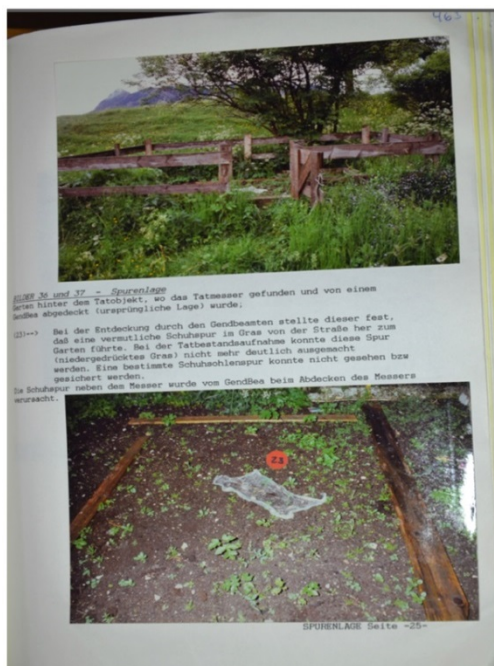 463
BILDER 36 und 37 - Spurenlage
Garten hinter dem Tatobjekt, wo das Tatmesser gefunden und von einem
GendBea abgedeckt (ursprüngliche Lage) wurde;
(23)==> Bei der Entdeckung durch den Gendbeamten stellte dieser fest,
daß eine vermutliche Schuhspur im Gras von der Straße her zum
Garten führte. Bei der Tatbestandsaufnahme konnte diese Spur
(niedergedrücktes Gras) nicht mehr deutlich ausgemacht
werden. Eine bestimmte Schuhsohlenspur konnte nicht gesehen bzw
gesichert werden.
Die Schuhspur neben dem Messer wurde vom GendBea beim Abdecken des Messers
verursacht.
23
SPURENLAGE Seite -25-